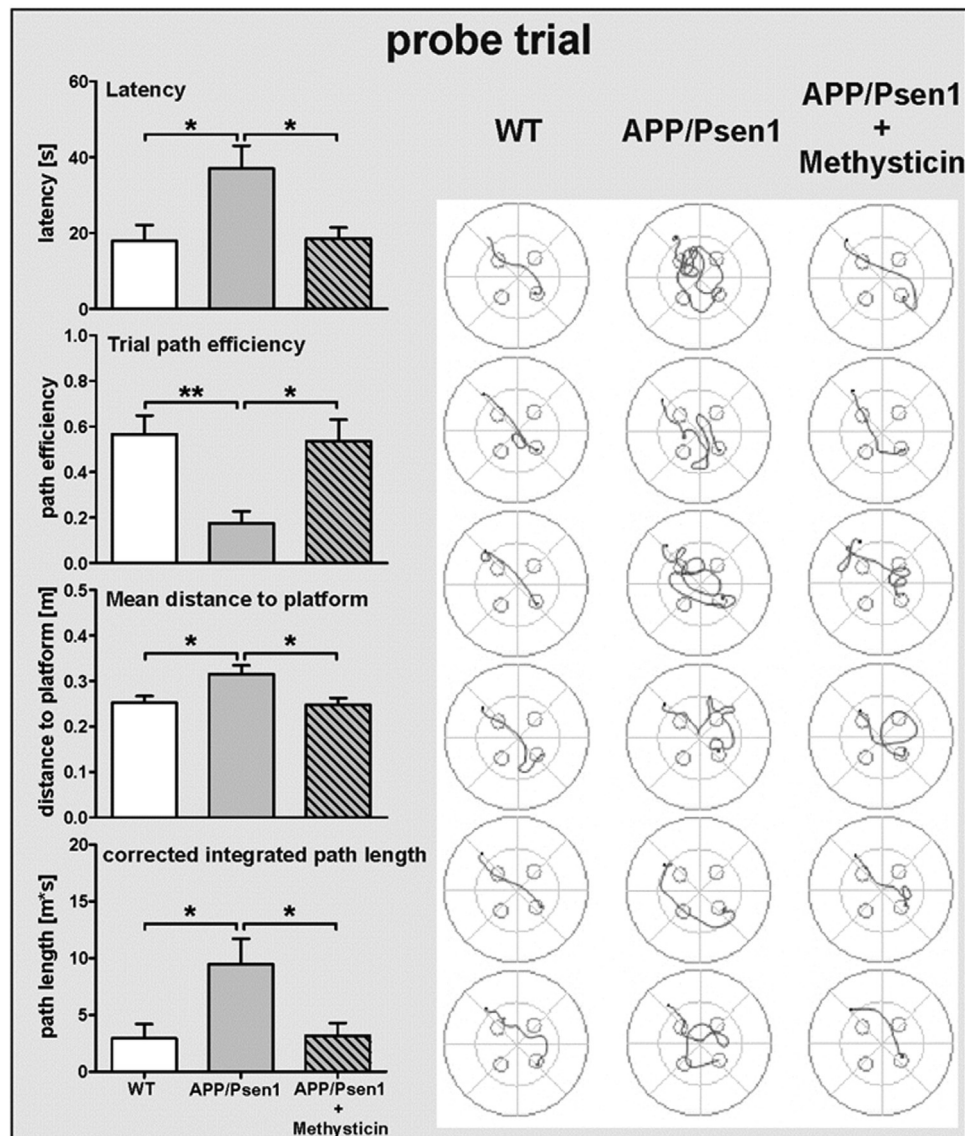 probe trial
Latency
latency [s]
60
40
20
0
*
*
Trial path efficiency
path efficiency
1.0
0.8
0.6
0.4
0.2
0.0
**
*
Mean distance to platform
distance to platform [m]
0.5
0.4
0.3
0.2
0.1
0.0
*
*
corrected integrated path length
path length [m*s]
20
15
10
5
0
*
*
WT
APP/Psen1
APP/Psen1
+
Methysticin
WT
APP/Psen1
APP/Psen1
+
Methysticin